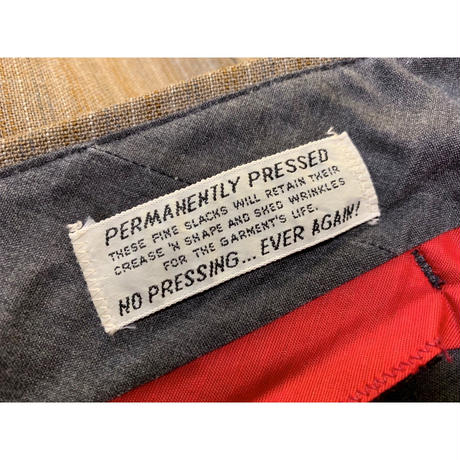 PERMANENTLY PRESSED
THESE FINE SLACKS WILL RETAIN THEIR
CREASE 'N SHAPE AND SHED WRINKLES
FOR THE GARMENT'S LIFE.
NO PRESSING... EVER AGAIN!